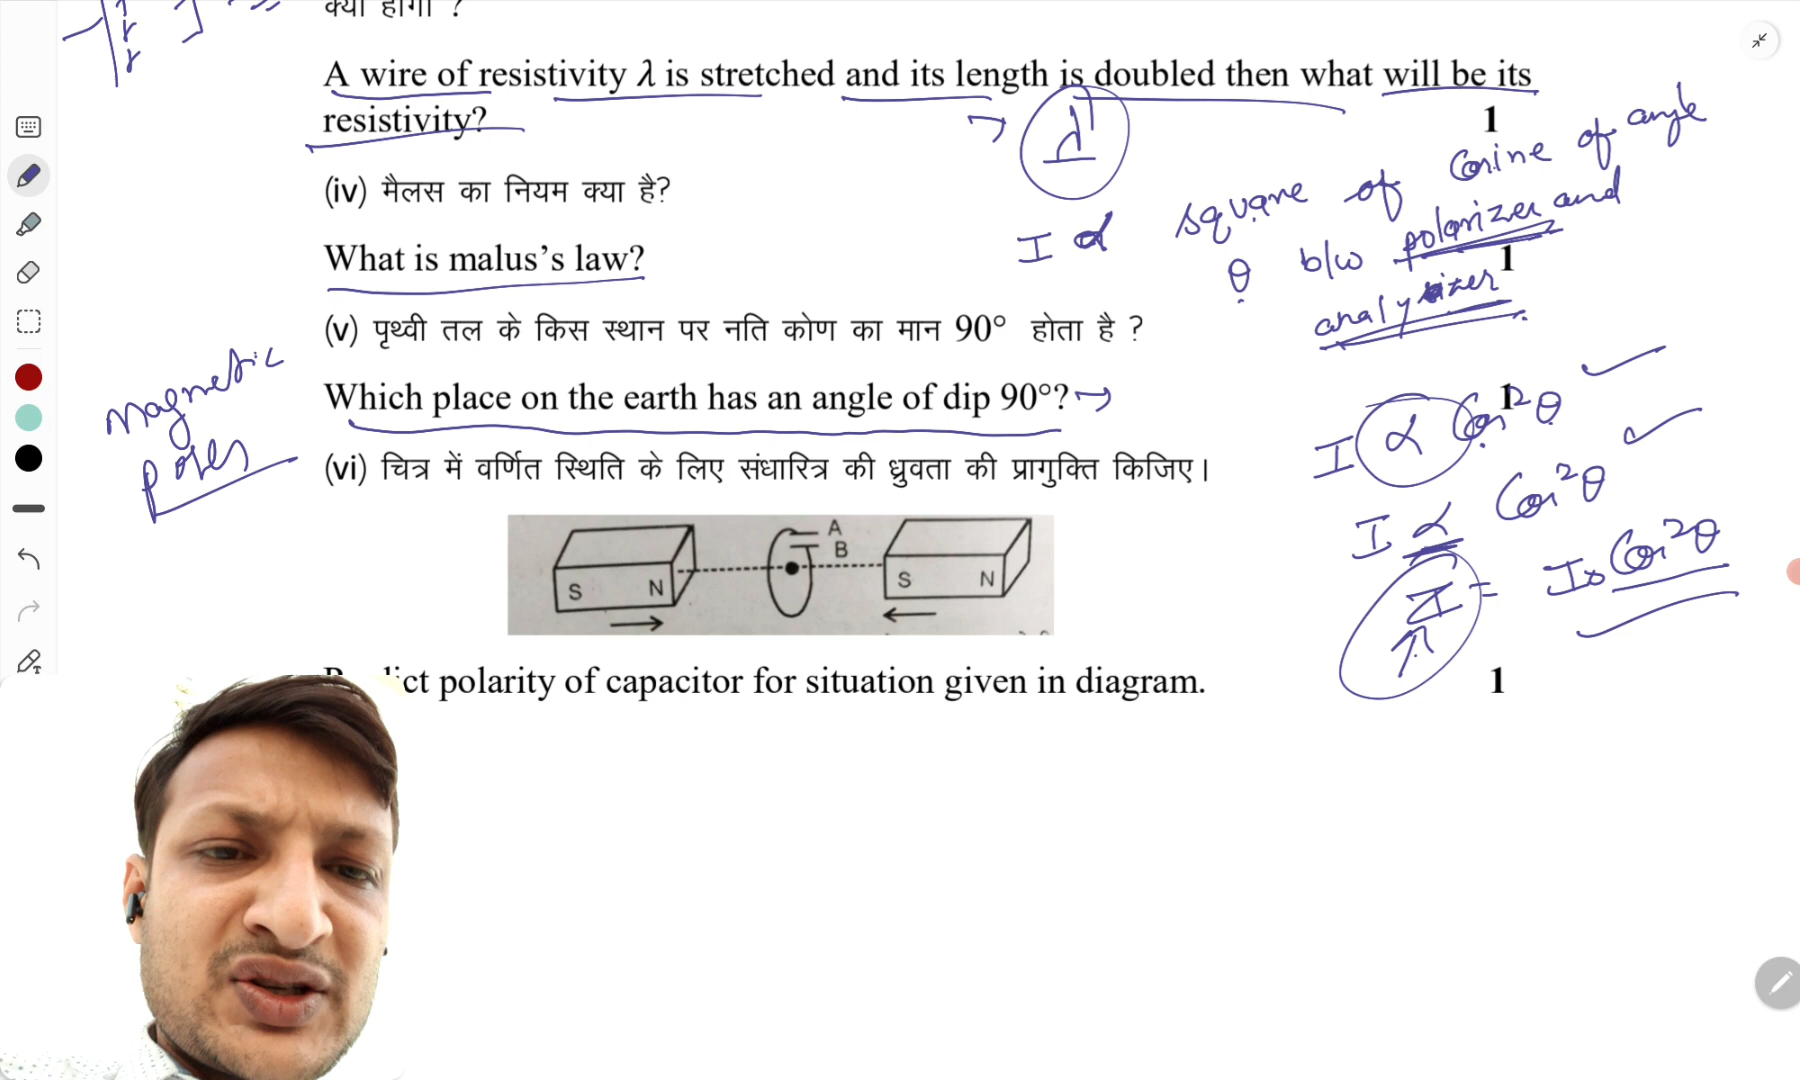 क्या होगा ?
A wire of resistivity λ is stretched and its length is doubled then what will be its
resistivity? 1
(iv) मैलस का नियम क्या है?
I α square of Cosine of angle
θ b/w polarizer and
analyzer
What is malus's law? 1
(v) पृथ्वी तल के किस स्थान पर नति कोण का मान 90° होता है ?
Magnetic
Poles
Which place on the earth has an angle of dip 90°? 1
I α Cos²θ
(vi) चित्र में वर्णित स्थिति के लिए संधारित्र की ध्रुवता की प्रागुक्ति किजिए।
I α Cos²θ
I = I₀ Cos²θ
A
B
S N
S N
polarity of capacitor for situation given in diagram. 1